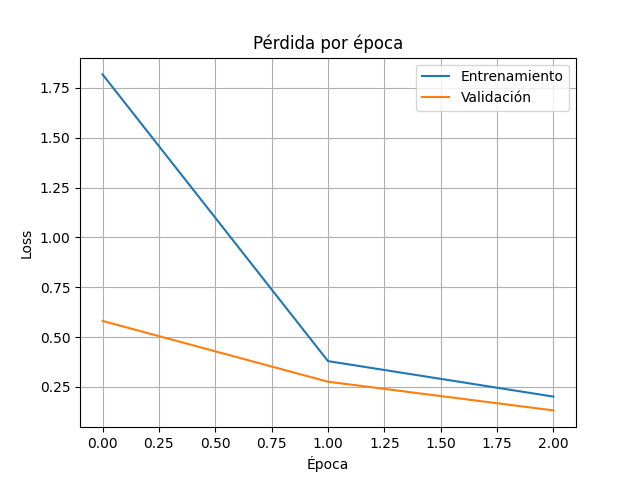 Pérdida por época
Entrenamiento
Validación
1.75
1.50
1.25
1.00
0.75
0.50
0.25
Loss
0.00 0.25 0.50 0.75 1.00 1.25 1.50 1.75 2.00
Época